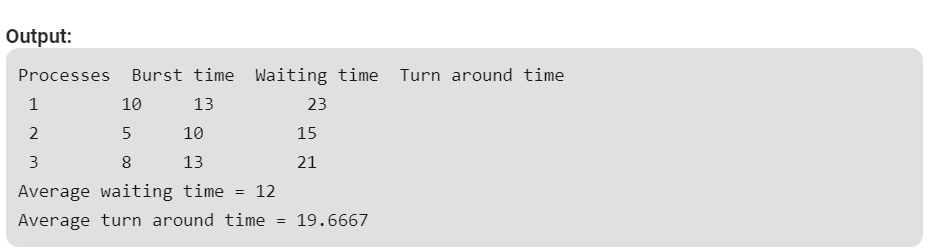 Output:
Processes  Burst time  Waiting time  Turn around time
1  10  13  23
2  5  10  15
3  8  13  21
Average waiting time = 12
Average turn around time = 19.6667